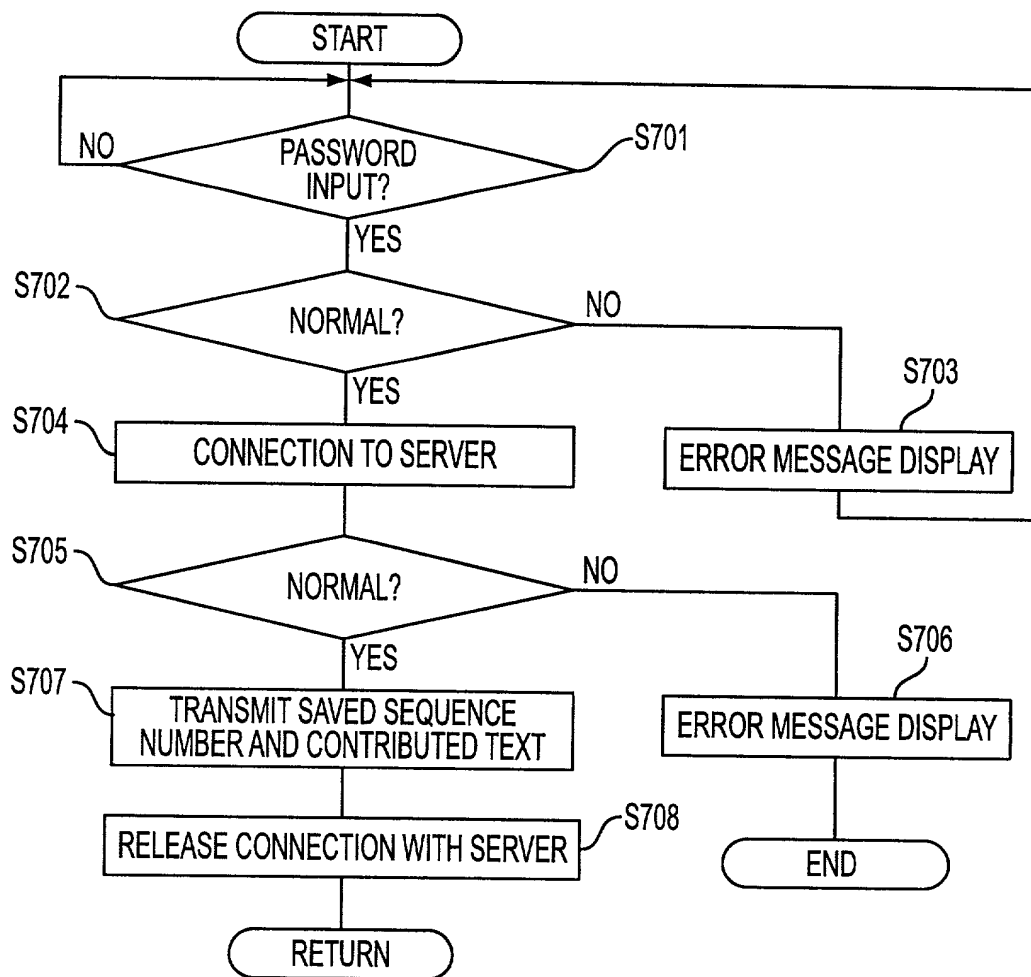 START
NO
PASSWORD
INPUT?
S701
YES
S702
NORMAL?
NO
YES
S703
S704
CONNECTION TO SERVER
ERROR MESSAGE DISPLAY
S705
NORMAL?
NO
YES
S706
S707
TRANSMIT SAVED SEQUENCE
NUMBER AND CONTRIBUTED TEXT
ERROR MESSAGE DISPLAY
RELEASE CONNECTION WITH SERVER
S708
END
RETURN